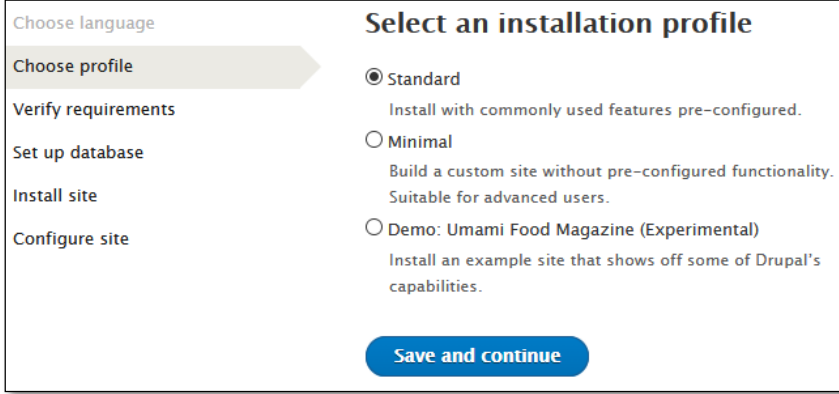 Choose language
Choose profile
Verify requirements
Set up database
Install site
Configure site
Select an installation profile
Standard
Install with commonly used features pre-configured.
Minimal
Build a custom site without pre-configured functionality.
Suitable for advanced users.
Demo: Umami Food Magazine (Experimental)
Install an example site that shows off some of Drupal's
capabilities.
Save and continue